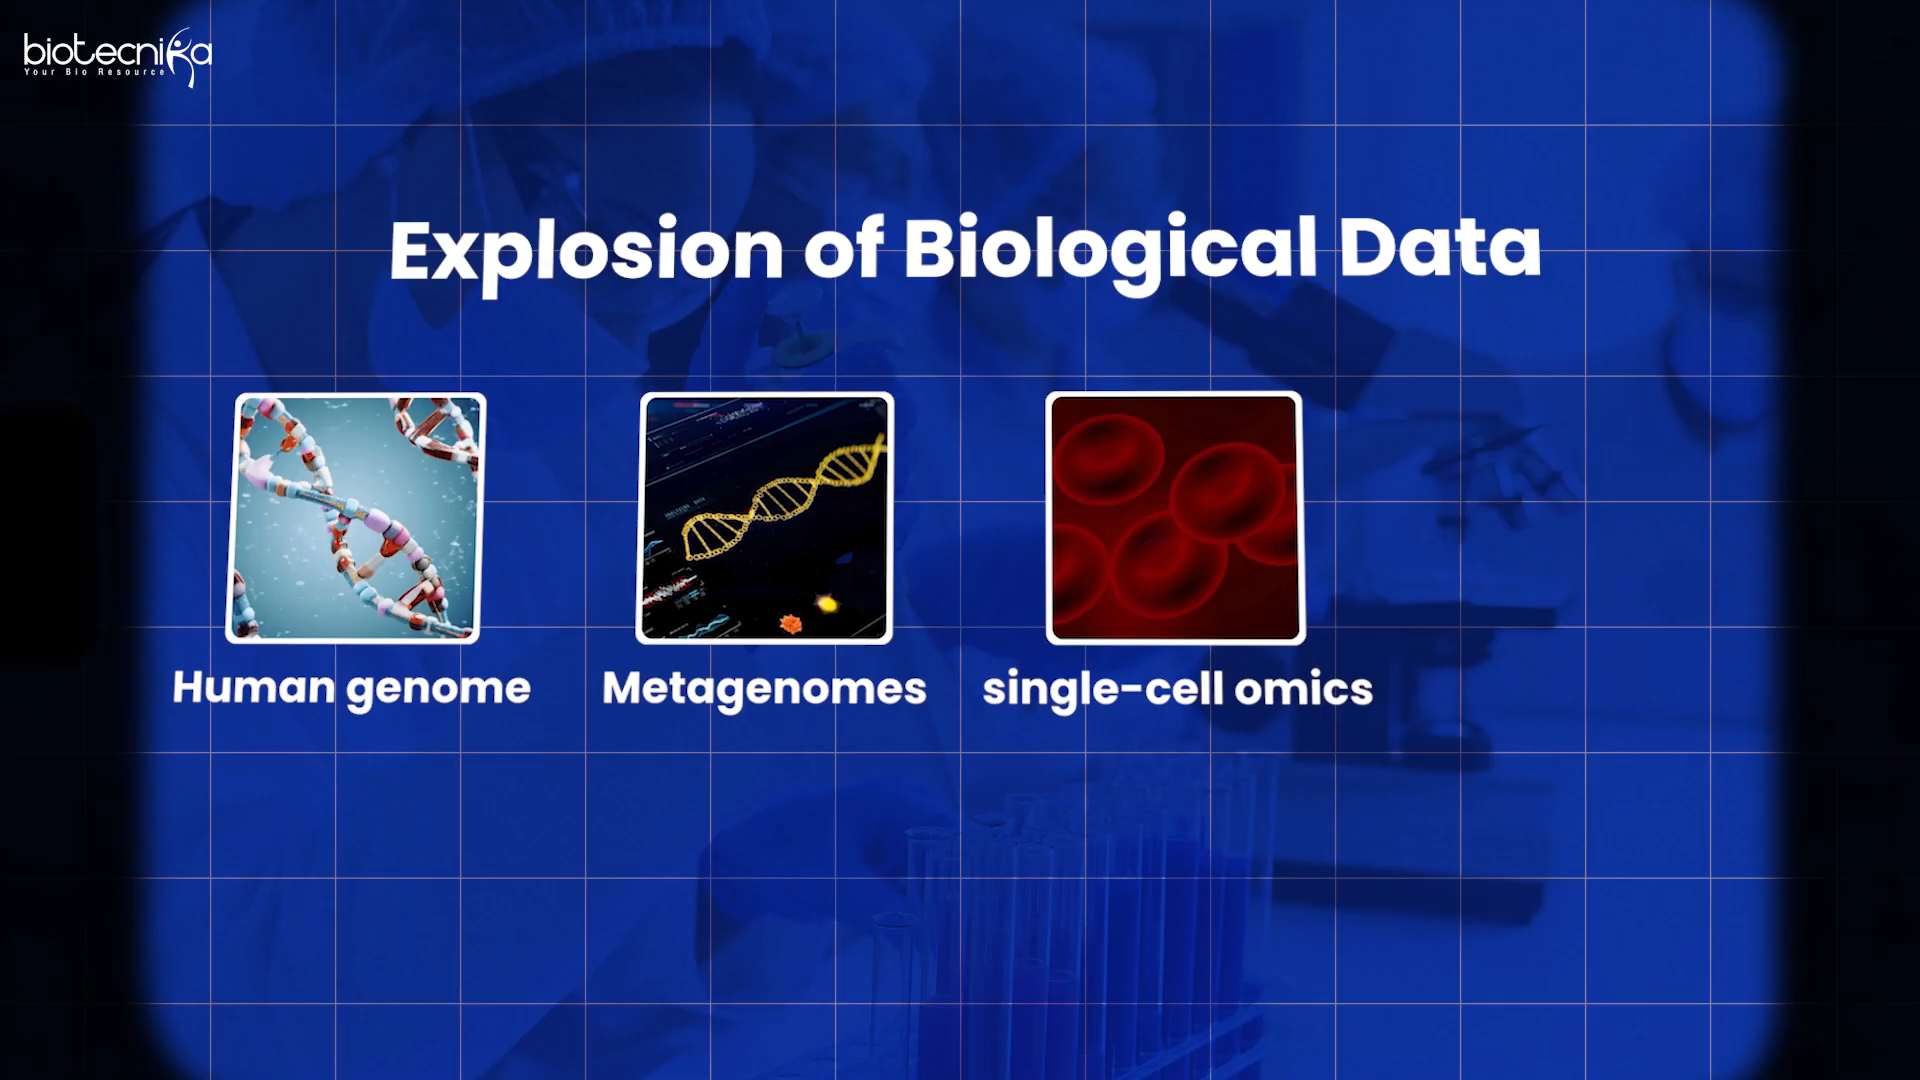 biotecnika
Your Bio Resource
Explosion of Biological Data
Human genome
Metagenomes
single-cell omics